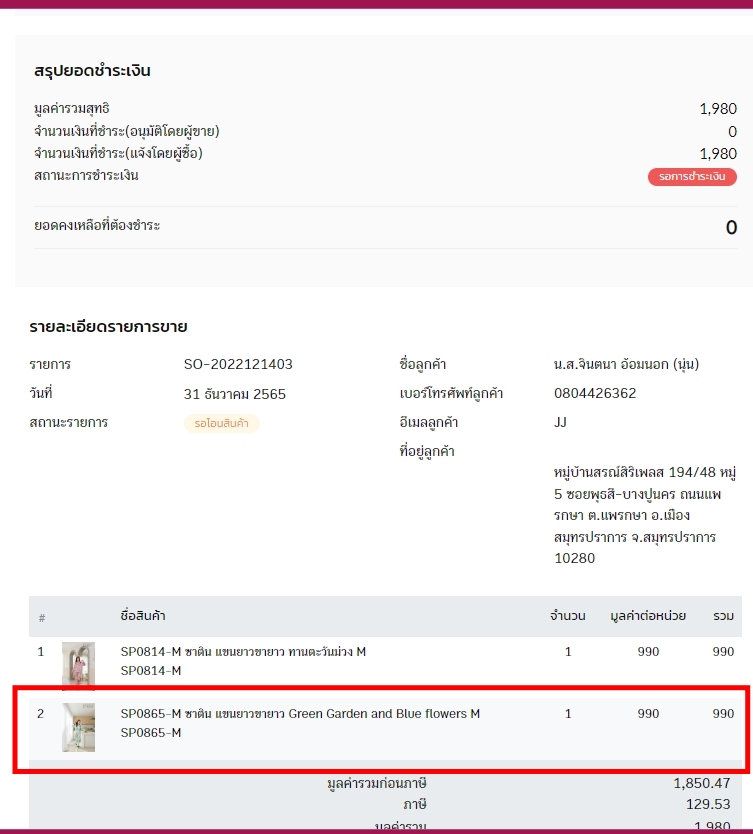 สรุปยอดชำระเงิน
มูลค่ารวมสุทธิ 1,980
จำนวนเงินที่ชำระ(อนุมัติโดยผู้ขาย) 0
จำนวนเงินที่ชำระ(แจ้งโดยผู้ซื้อ) 1,980
สถานะการชำระเงิน รอการชำระเงิน
ยอดคงเหลือที่ต้องชำระ 0
รายละเอียดรายการขาย
รายการ SO-2022121403 ชื่อลูกค้า น.ส.จินตนา อ้อมนอก (นุ่น)
วันที่ 31 ธันวาคม 2565 เบอร์โทรศัพท์ลูกค้า 0804426362
สถานะรายการ รอโอนสินค้า อีเมลลูกค้า JJ
ที่อยู่ลูกค้า
หมู่บ้านสรณ์สิริเพลส 194/48 หมู่
5 ซอยพุธสี-บางปูนคร ถนนแพ
รกษา ต.แพรกษา อ.เมือง
สมุทรปราการ จ.สมุทรปราการ
10280
# ชื่อสินค้า จำนวน มูลค่าต่อหน่วย รวม
1 SP0814-M ซาติน แขนยาวขายาว ทานตะวันม่วง M 1 990 990
SP0814-M
2 SP0865-M ซาติน แขนยาวขายาว Green Garden and Blue flowers M 1 990 990
SP0865-M
มูลค่ารวมก่อนภาษี 1,850.47
ภาษี 129.53
มูลค่ารวม 1,980